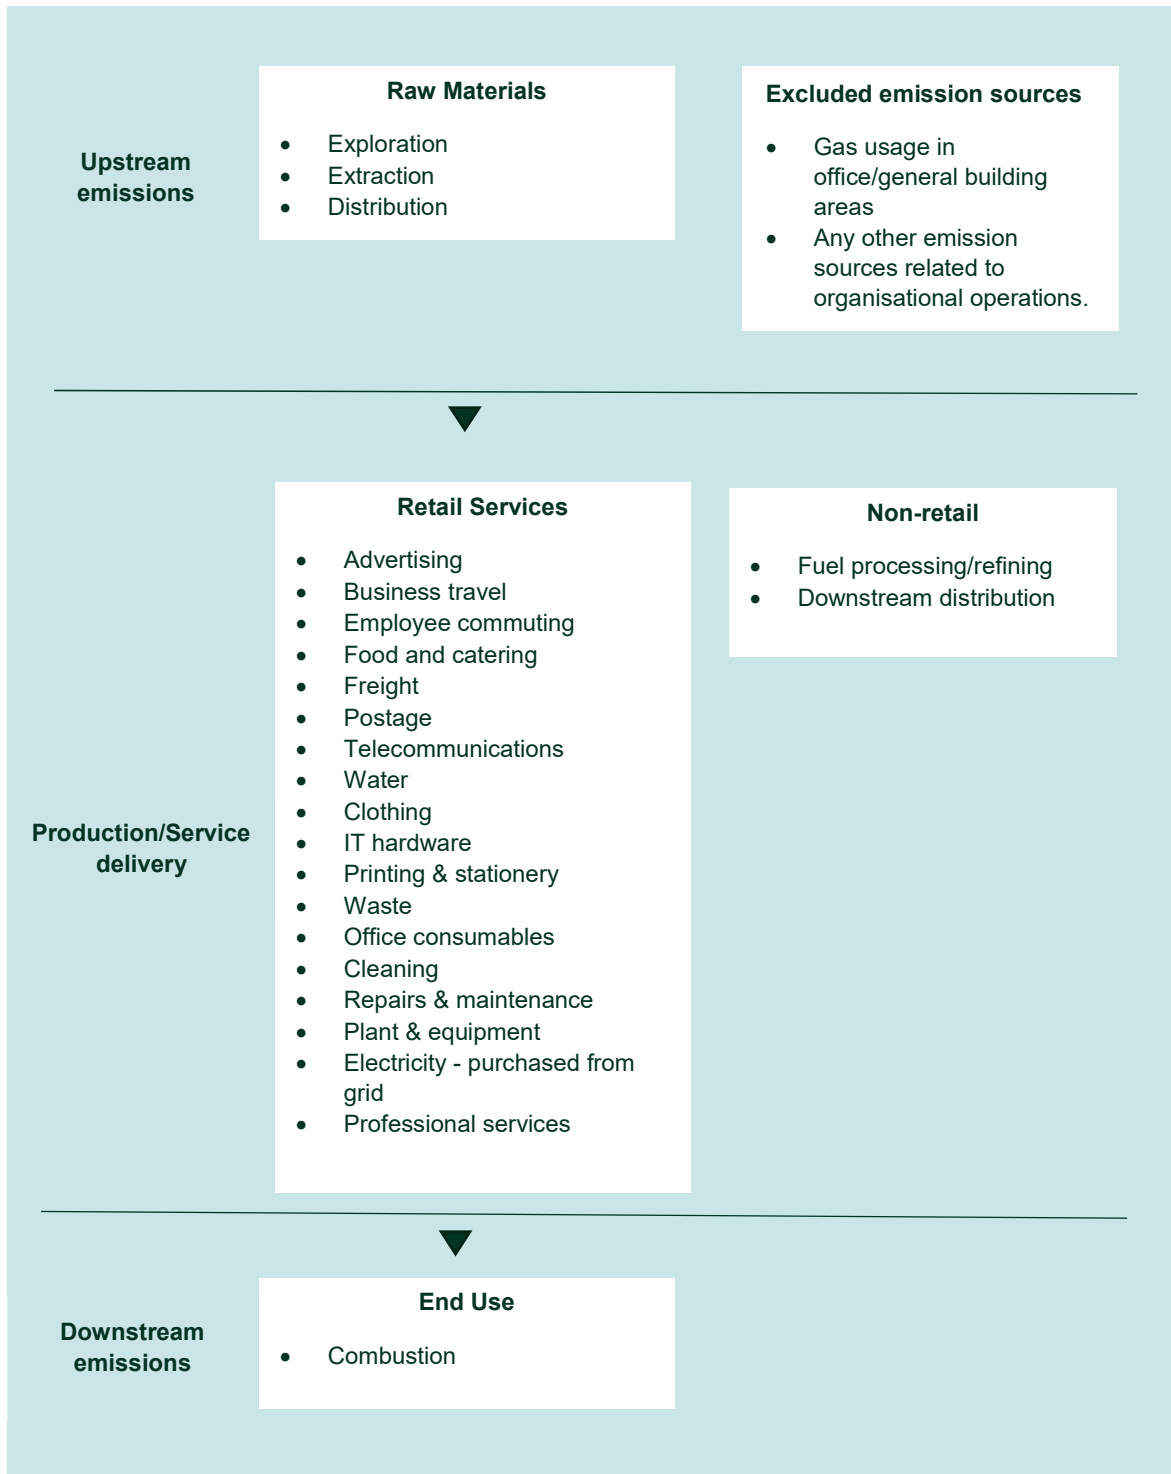 Upstream
emissions
Raw Materials
• Exploration
• Extraction
• Distribution
Excluded emission sources
• Gas usage in
office/general building
areas
• Any other emission
sources related to
organisational operations.
Production/Service
delivery
Retail Services
• Advertising
• Business travel
• Employee commuting
• Food and catering
• Freight
• Postage
• Telecommunications
• Water
• Clothing
• IT hardware
• Printing & stationery
• Waste
• Office consumables
• Cleaning
• Repairs & maintenance
• Plant & equipment
• Electricity - purchased from
grid
• Professional services
Non-retail
• Fuel processing/refining
• Downstream distribution
Downstream
emissions
End Use
• Combustion